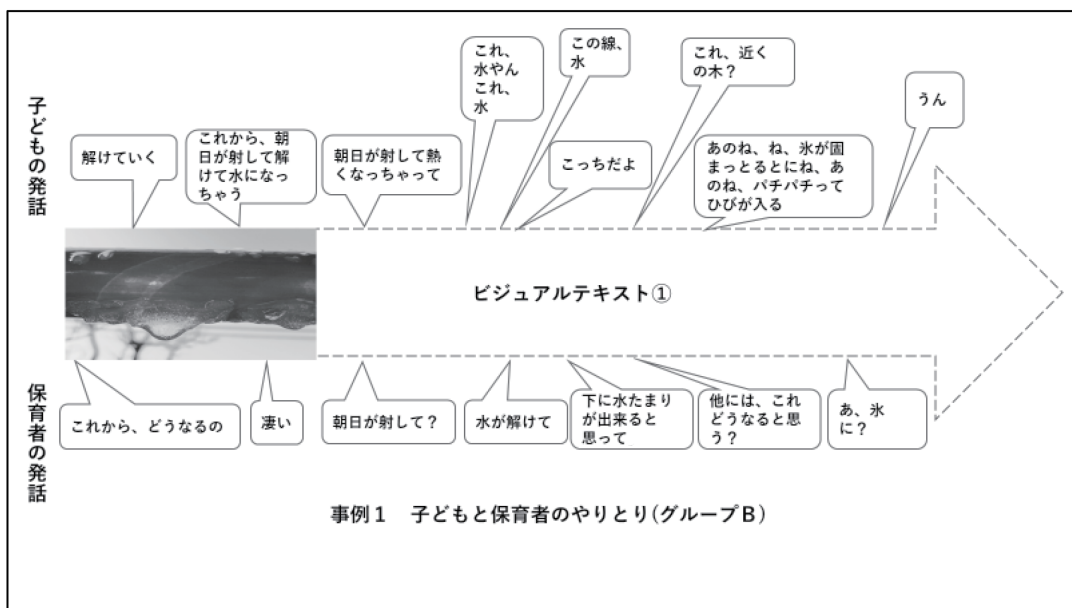 子どもの発話
解けていく
これから、朝
日が射して解
けて水になっ
ちゃう
朝日が射して熱
くなっちゃって
これ、
水やん
これ、
水
この線、
水
こっちだよ
これ、近く
の木？
あのね、ね、氷が固
まっとるとにね、あ
のね、パチパチって
ひびが入る
うん
ビジュアルテキスト①
保育者の発話
これから、どうなるの
凄い
朝日が射して？
水が解けて
下に水たまり
が出来ると
思って
他には、これ
どうなると思
う？
あ、氷
に？
事例１　子どもと保育者のやりとり(グループＢ)